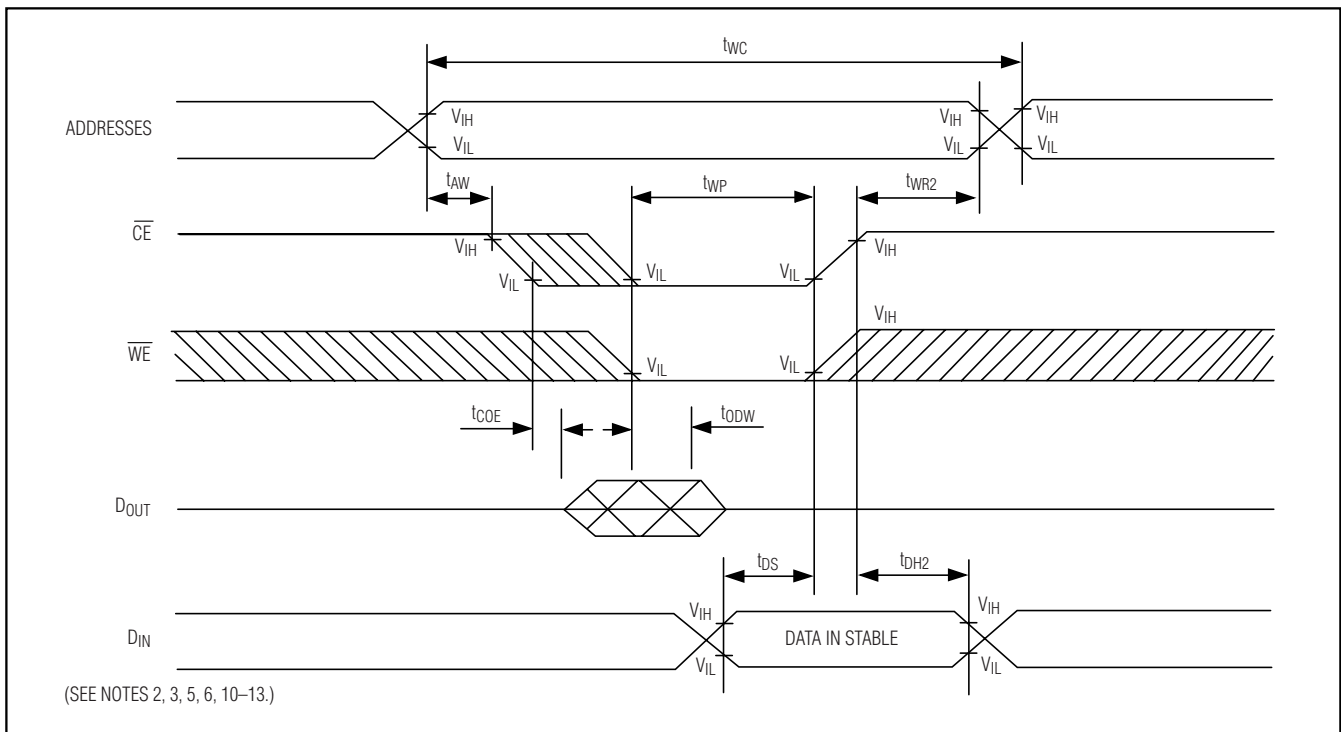 tWC
ADDRESSES
VIH
VIL
VIH
VIL
VIH
VIL
tAW
tWP
tWR2
CE
VIH
VIL
VIL
VIL
VIH
WE
VIH
VIL
VIL
tCOE
tODW
DOUT
tDS
tDH2
DIN
VIH
VIL
DATA IN STABLE
VIH
VIL
(SEE NOTES 2, 3, 5, 6, 10–13.)